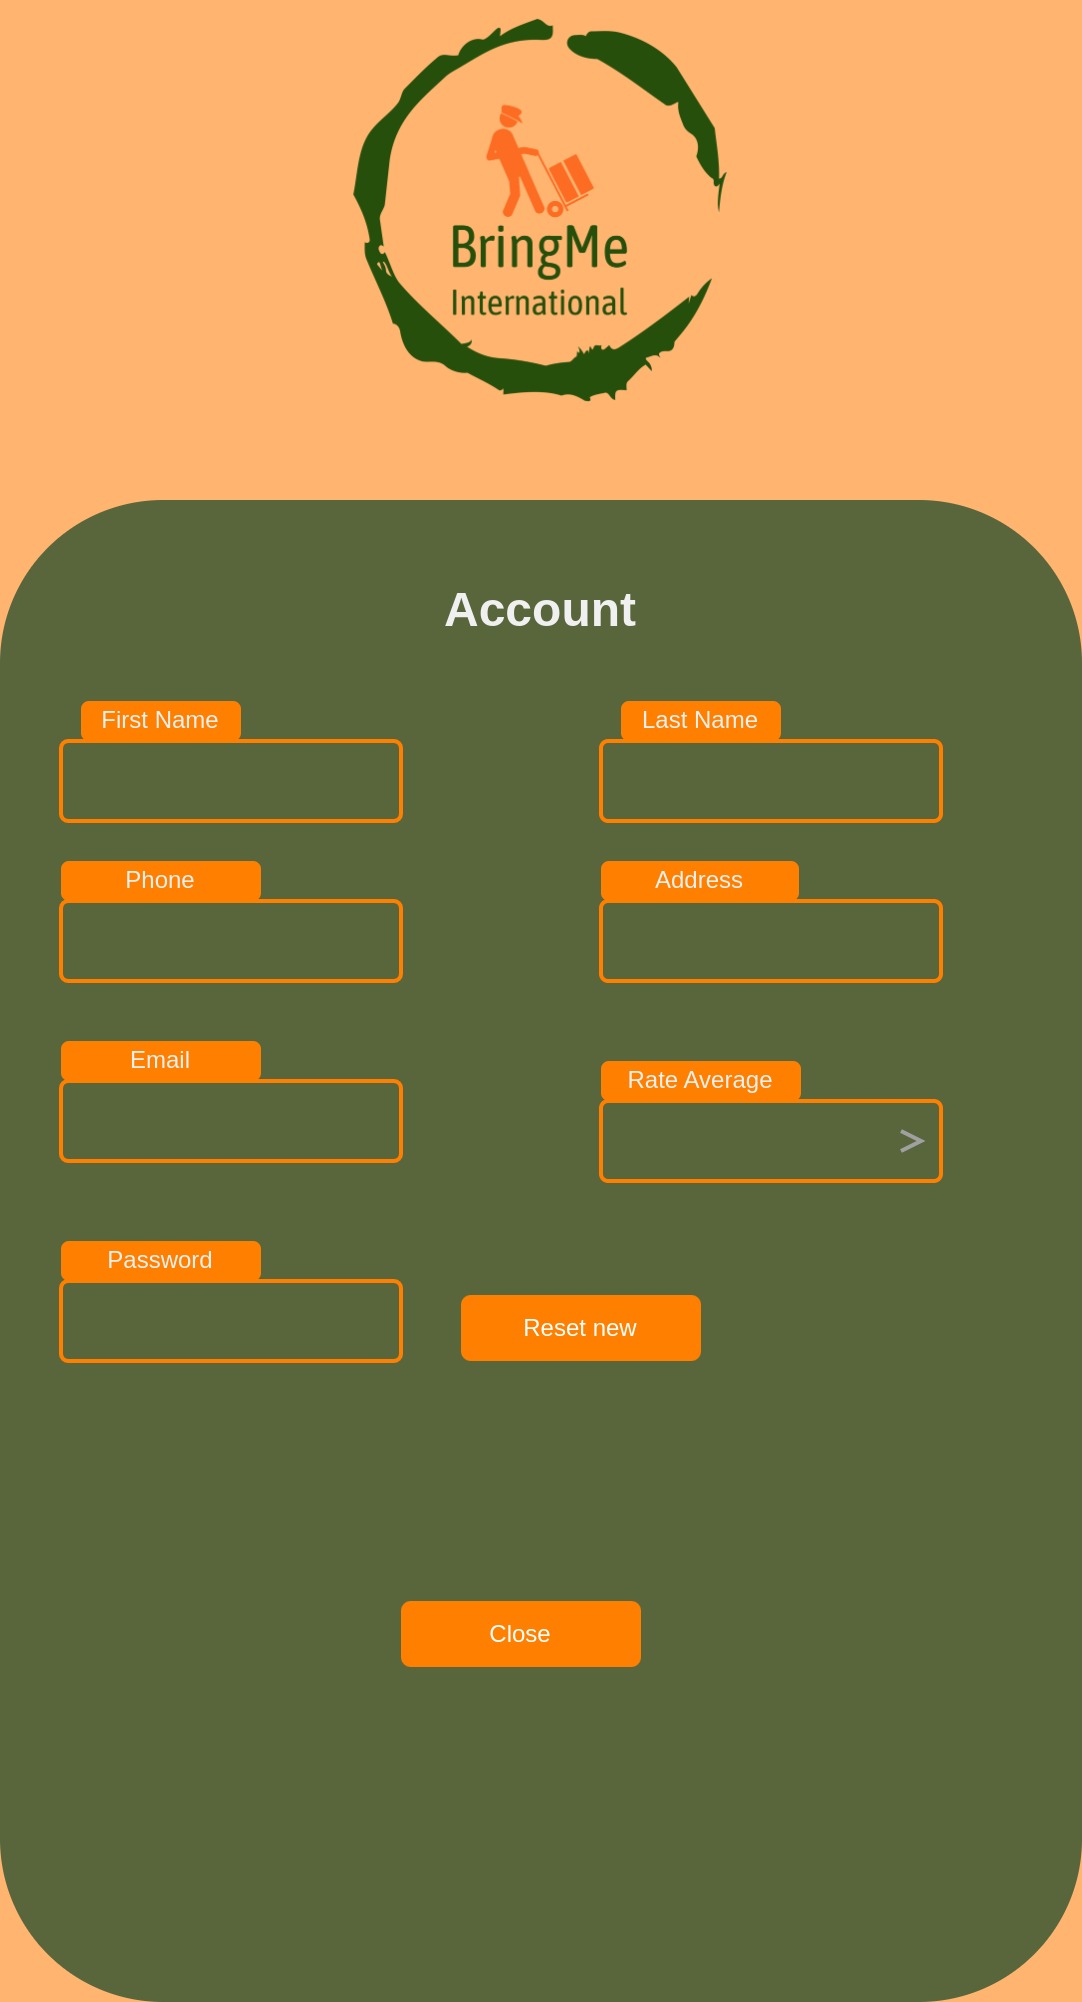 BringMe
International
Account
First Name
Last Name
Phone
Address
Email
Rate Average
>
Password
Reset new
Close